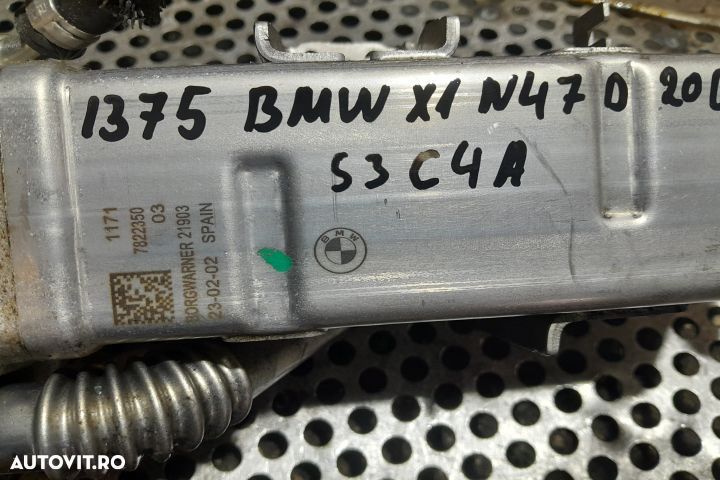 1375 BMW X1 N47 D 20
S3C4A
1171
7822350
03
BORGWARNER 21903
23-02-02 SPAIN
BMW
AUTOVIT.RO